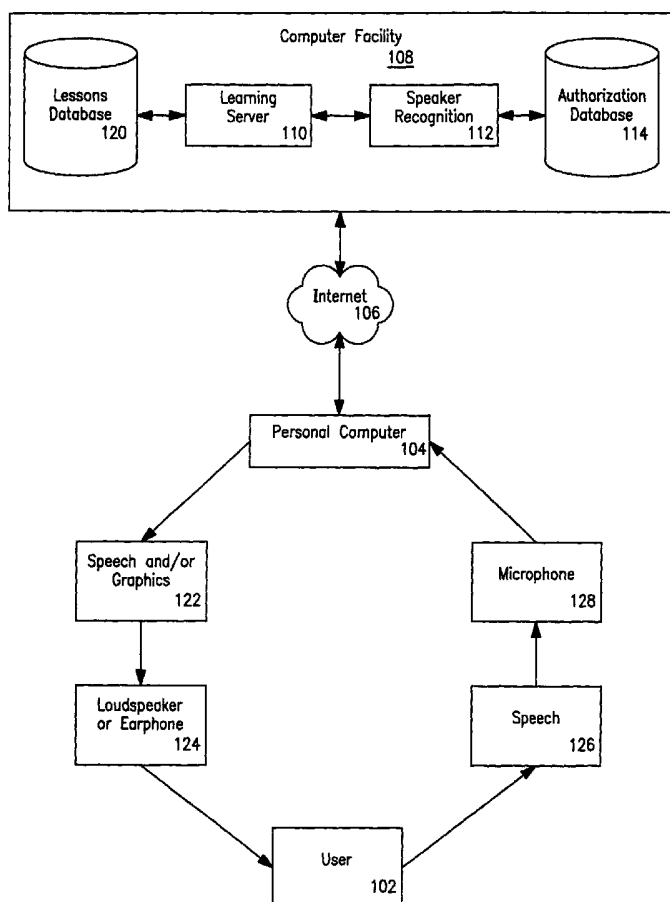 Computer Facility
108
Lessons
Database
120
Learning
Server
110
Speaker
Recognition
112
Authorization
Database
114
Internet
106
Personal Computer
104
Speech and/or
Graphics
122
Microphone
128
Loudspeaker
or Earphone
124
Speech
126
User
102